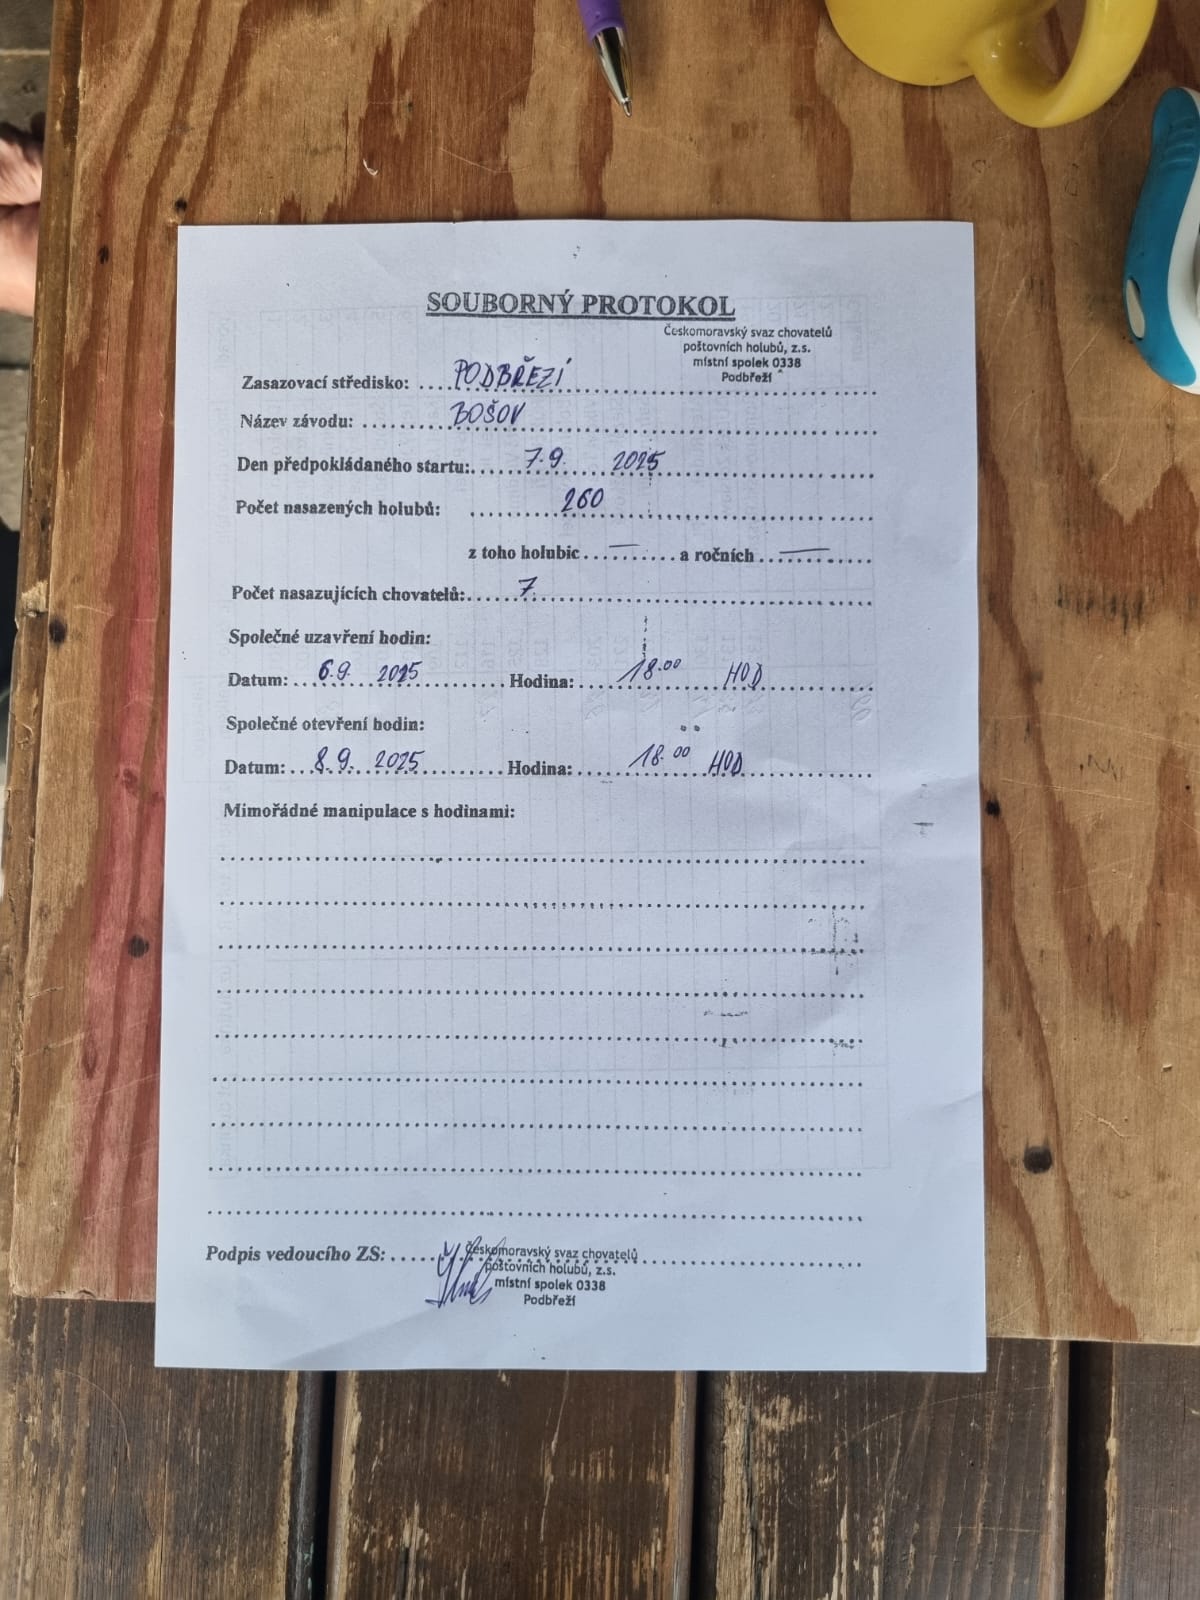 SOUBORNÝ PROTOKOL
Českomoravský svaz chovatelů
poštovních holubů, z.s.
místní spolek 0338
Podbřeží
Zasazovací středisko: PODBŘEZÍ
Název závodu: BOŠOV
Den předpokládaného startu: 7.9. 2025
Počet nasazených holubů: 260
z toho holubic — a ročních —
Počet nasazujících chovatelů: 7
Společné uzavření hodin:
Datum: 6.9. 2025 Hodina: 18.00 HOD
Společné otevření hodin:
Datum: 8.9. 2025 Hodina: 18.00 HOD
Mimořádné manipulace s hodinami:
Podpis vedoucího ZS:
Českomoravský svaz chovatelů
poštovních holubů, z.s.
místní spolek 0338
Podbřeží